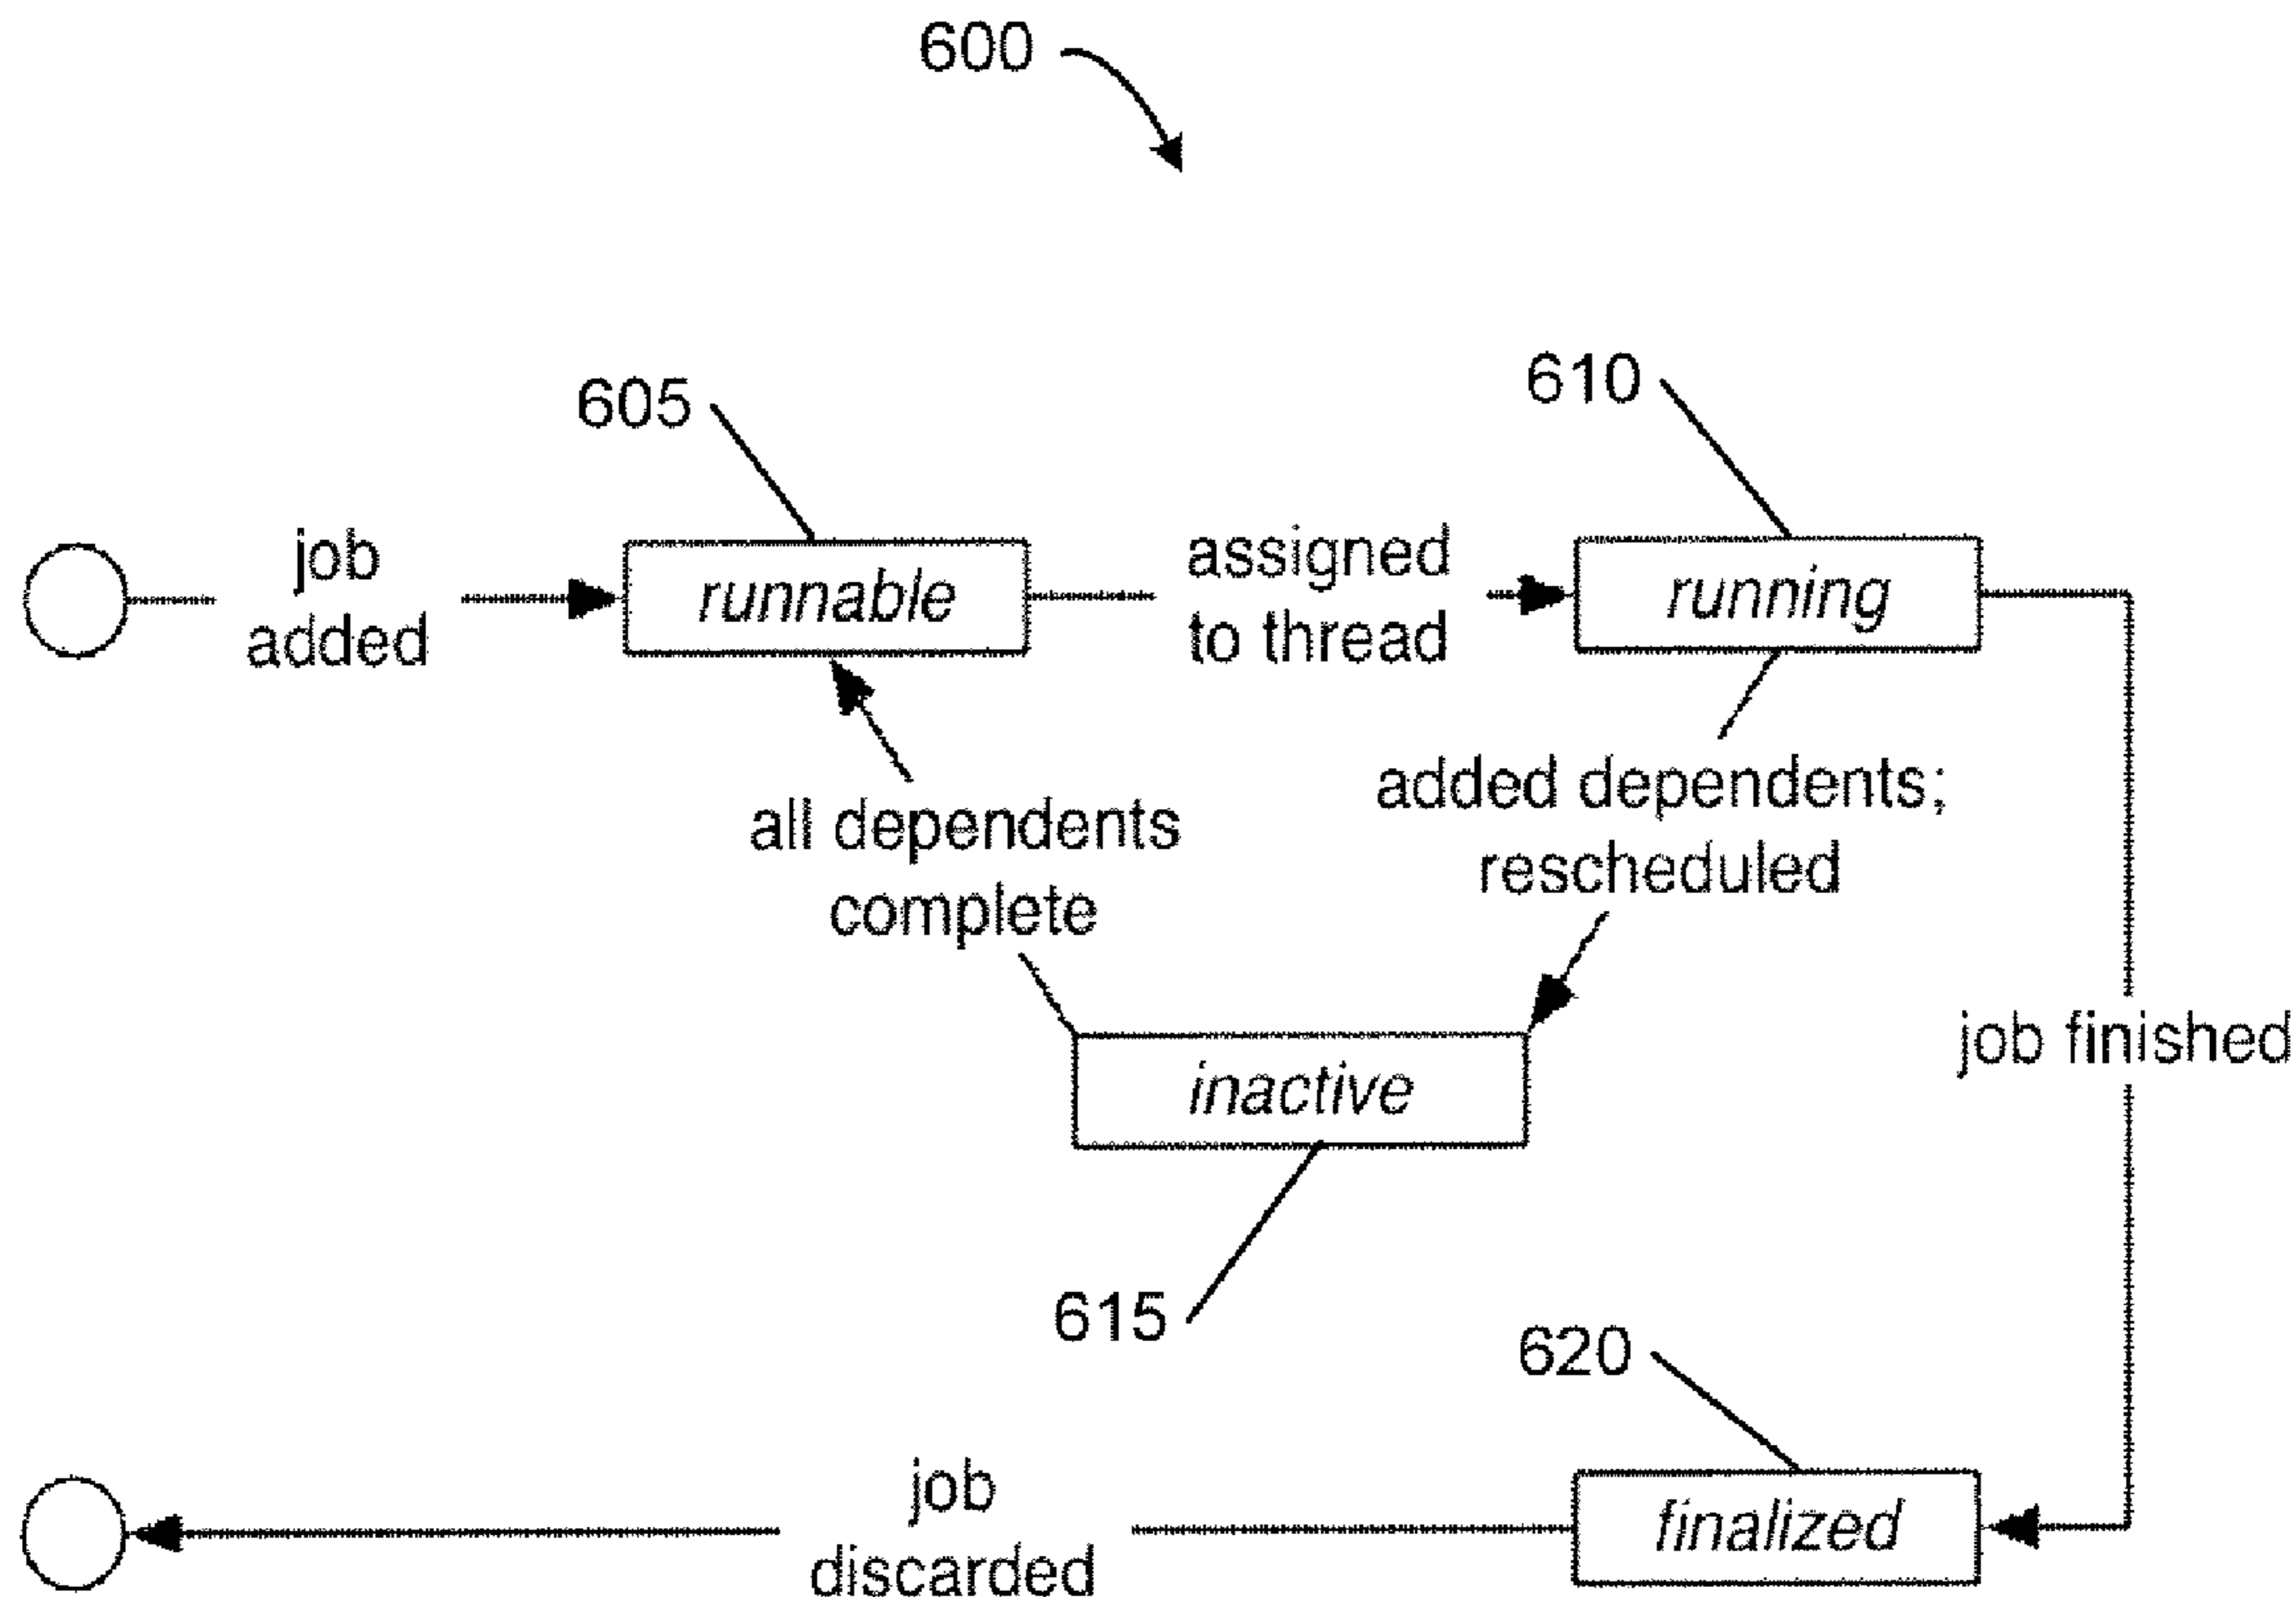 600
605
610
job
added
runnable
assigned
to thread
running
all dependents
complete
added dependents;
rescheduled
job finished
inactive
615
620
job
discarded
finalized